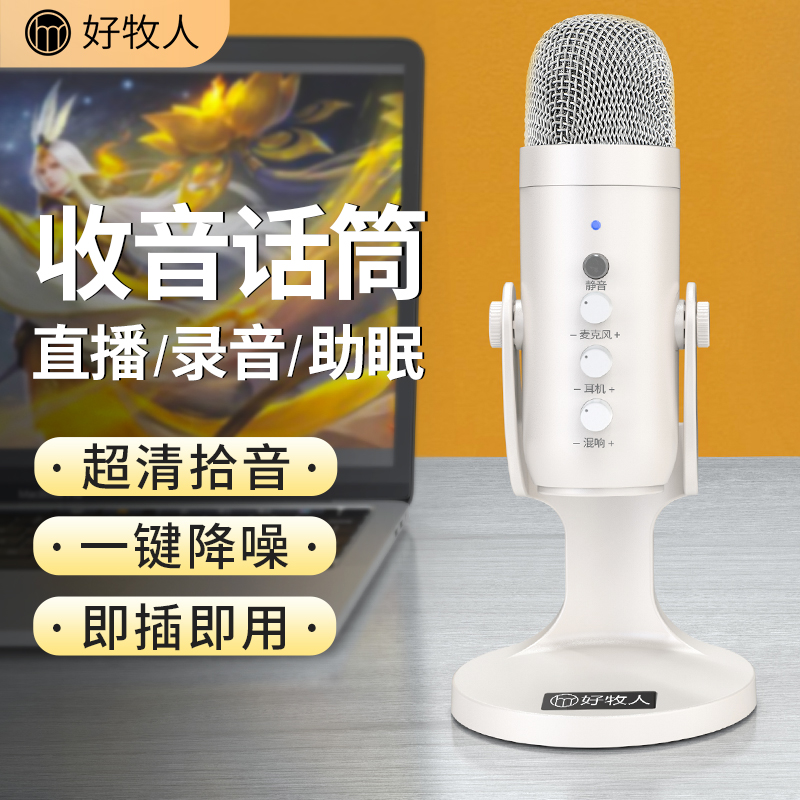 好牧人
收音话筒
直播/录音/助眠
·超清拾音·
·一键降噪·
·即插即用·
静音
- 麦克风 +
- 耳机 +
- 混响 +
好牧人